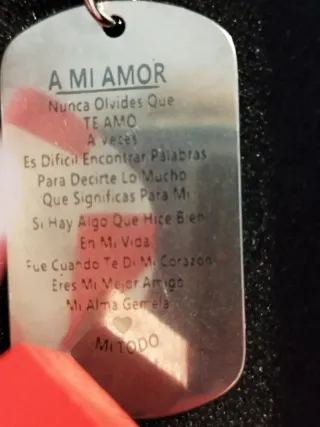 A MI AMOR
Nunca Olvides Que
TE AMO
A veces
Es Dificil Encontrar Palabras
Para Decirte Lo Mucho
Que Significas Para Mi
Si Hay Algo Que Hice Bien
En Mi Vida
Fue Cuando Te Di Mi Corazon
Eres Mi Mejor Amigo
Mi Alma Gemela
Mi TODO